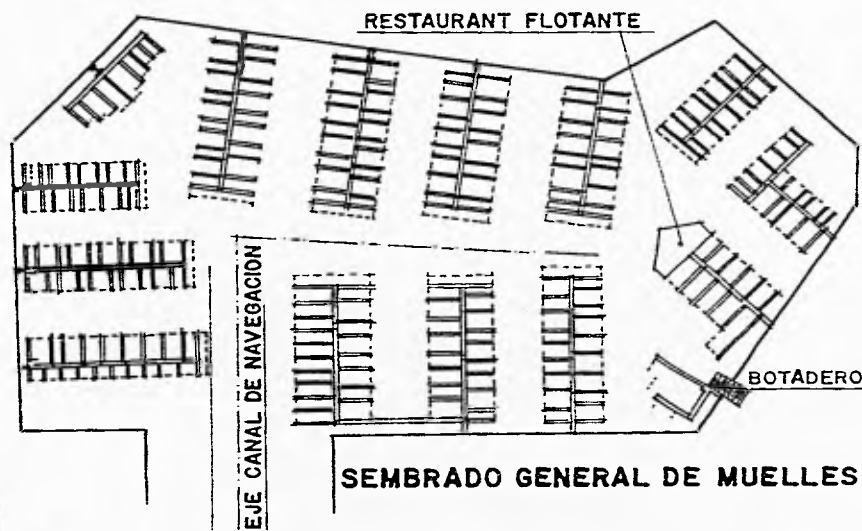 RESTAURANT FLOTANTE
EJE CANAL DE NAVEGACION
BOTADERO
SEMBRADO GENERAL DE MUELLES